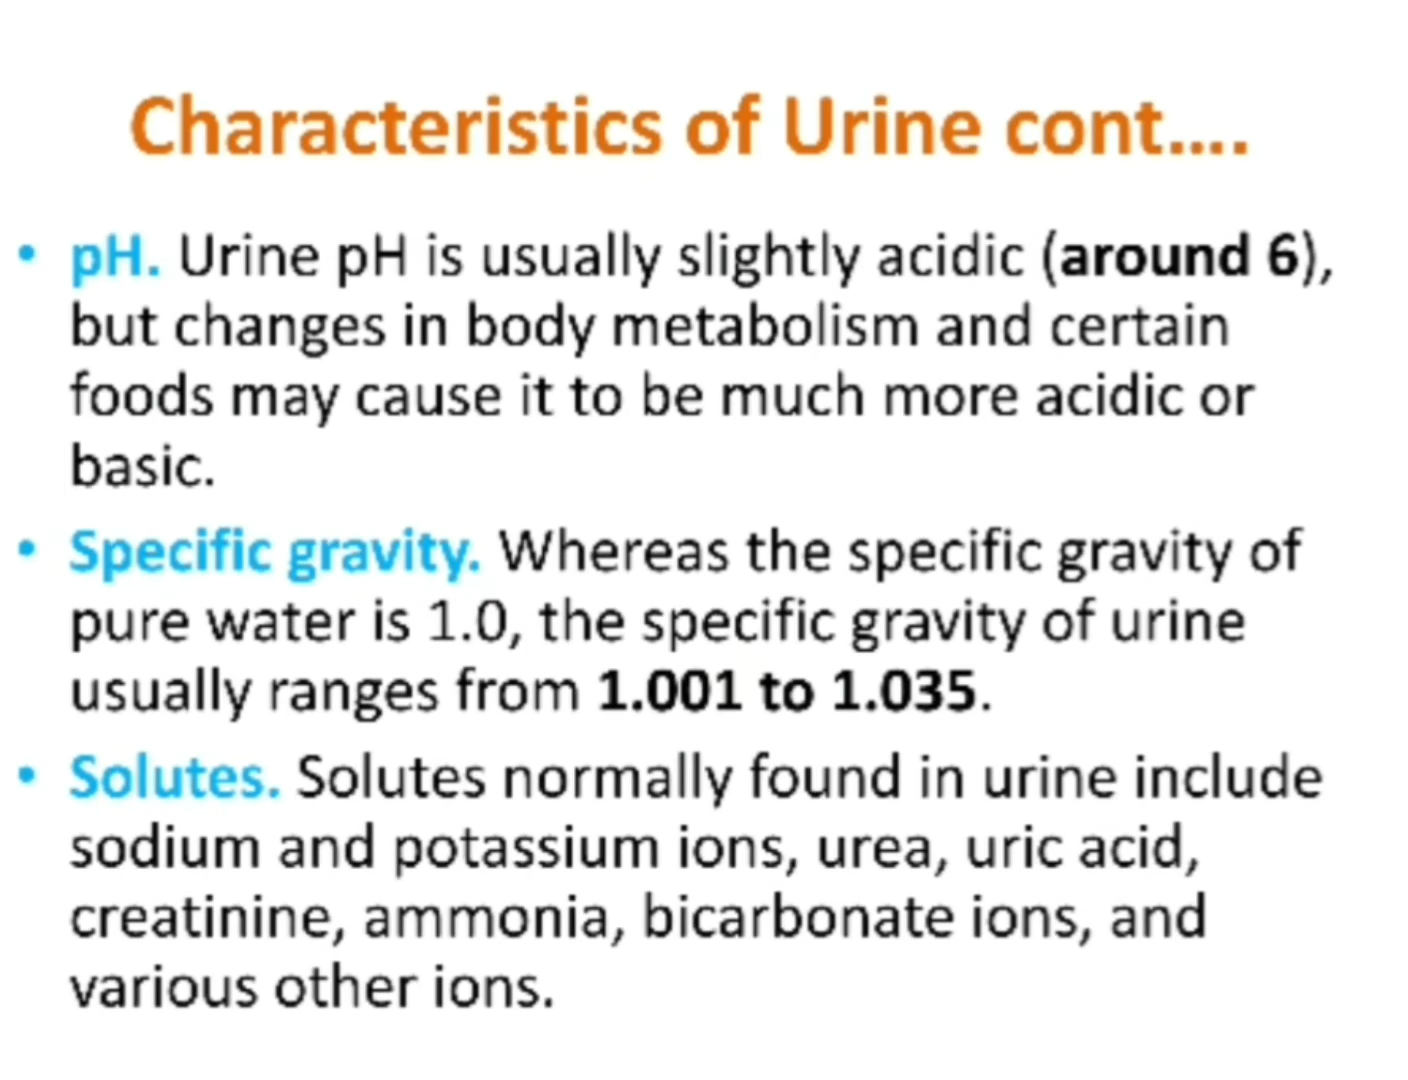 Characteristics of Urine cont....
• pH. Urine pH is usually slightly acidic (around 6),
but changes in body metabolism and certain
foods may cause it to be much more acidic or
basic.
• Specific gravity. Whereas the specific gravity of
pure water is 1.0, the specific gravity of urine
usually ranges from 1.001 to 1.035.
• Solutes. Solutes normally found in urine include
sodium and potassium ions, urea, uric acid,
creatinine, ammonia, bicarbonate ions, and
various other ions.